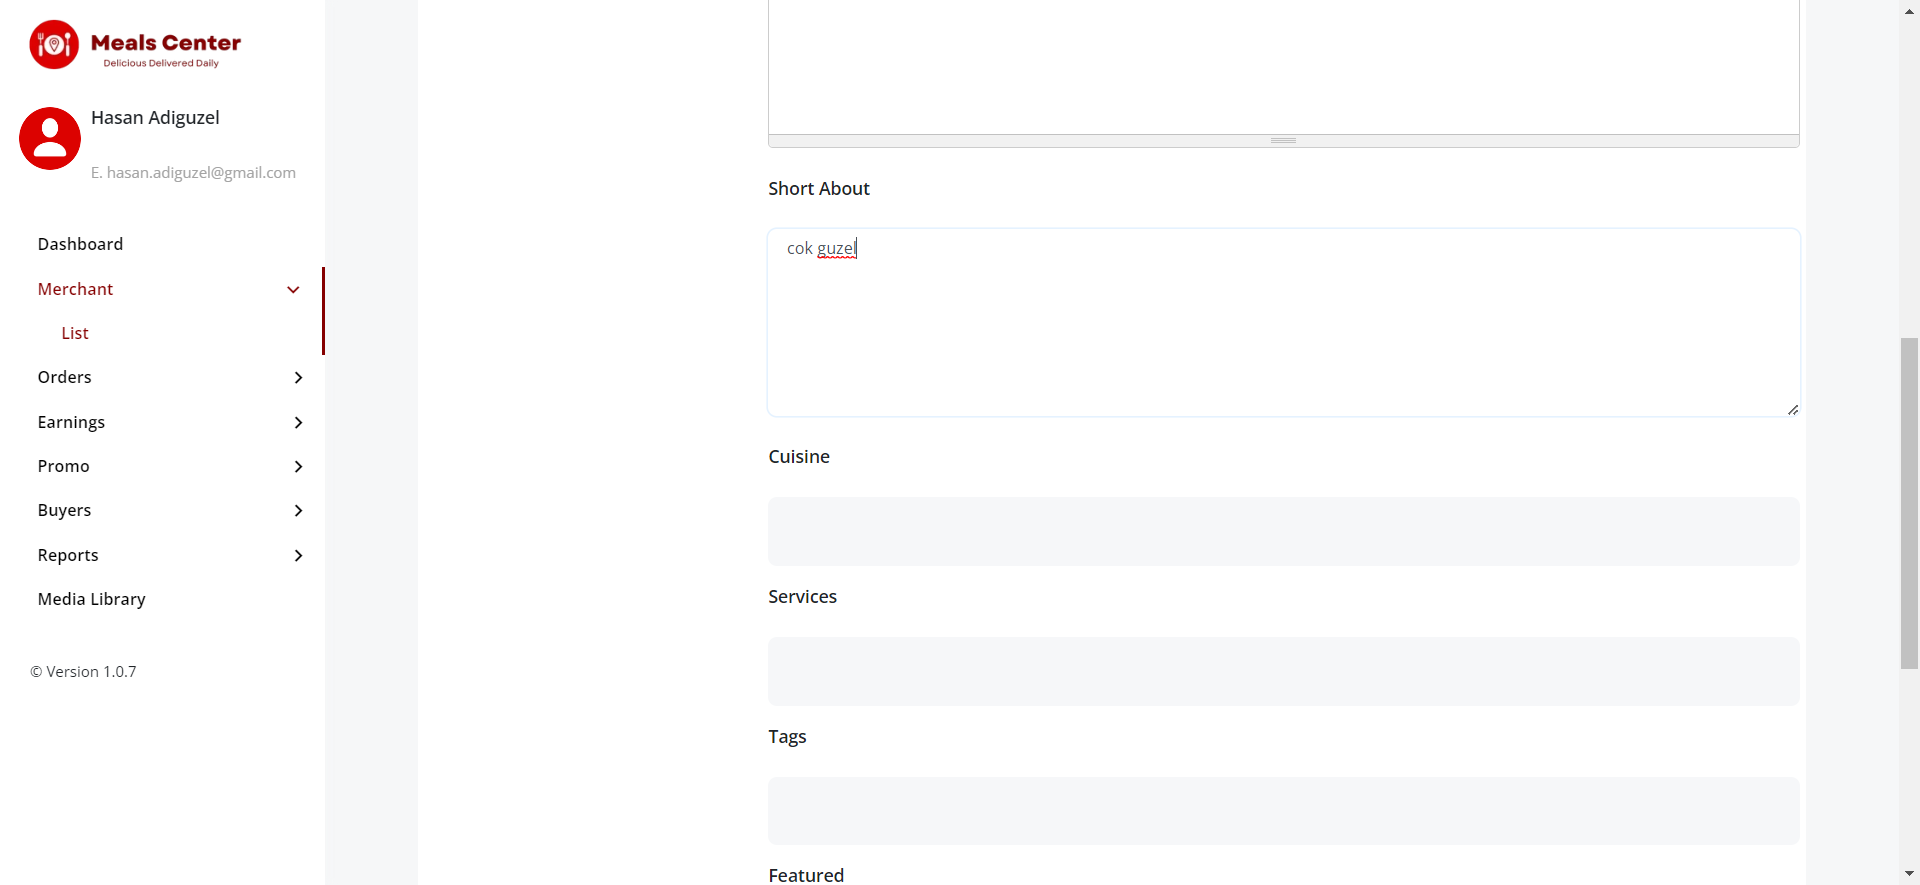 Meals Center
Delicious Delivered Daily
Hasan Adiguzel
E. hasan.adiguzel@gmail.com
Dashboard
Merchant
List
Orders
Earnings
Promo
Buyers
Reports
Media Library
© Version 1.0.7
Short About
cok guzel
Cuisine
Services
Tags
Featured